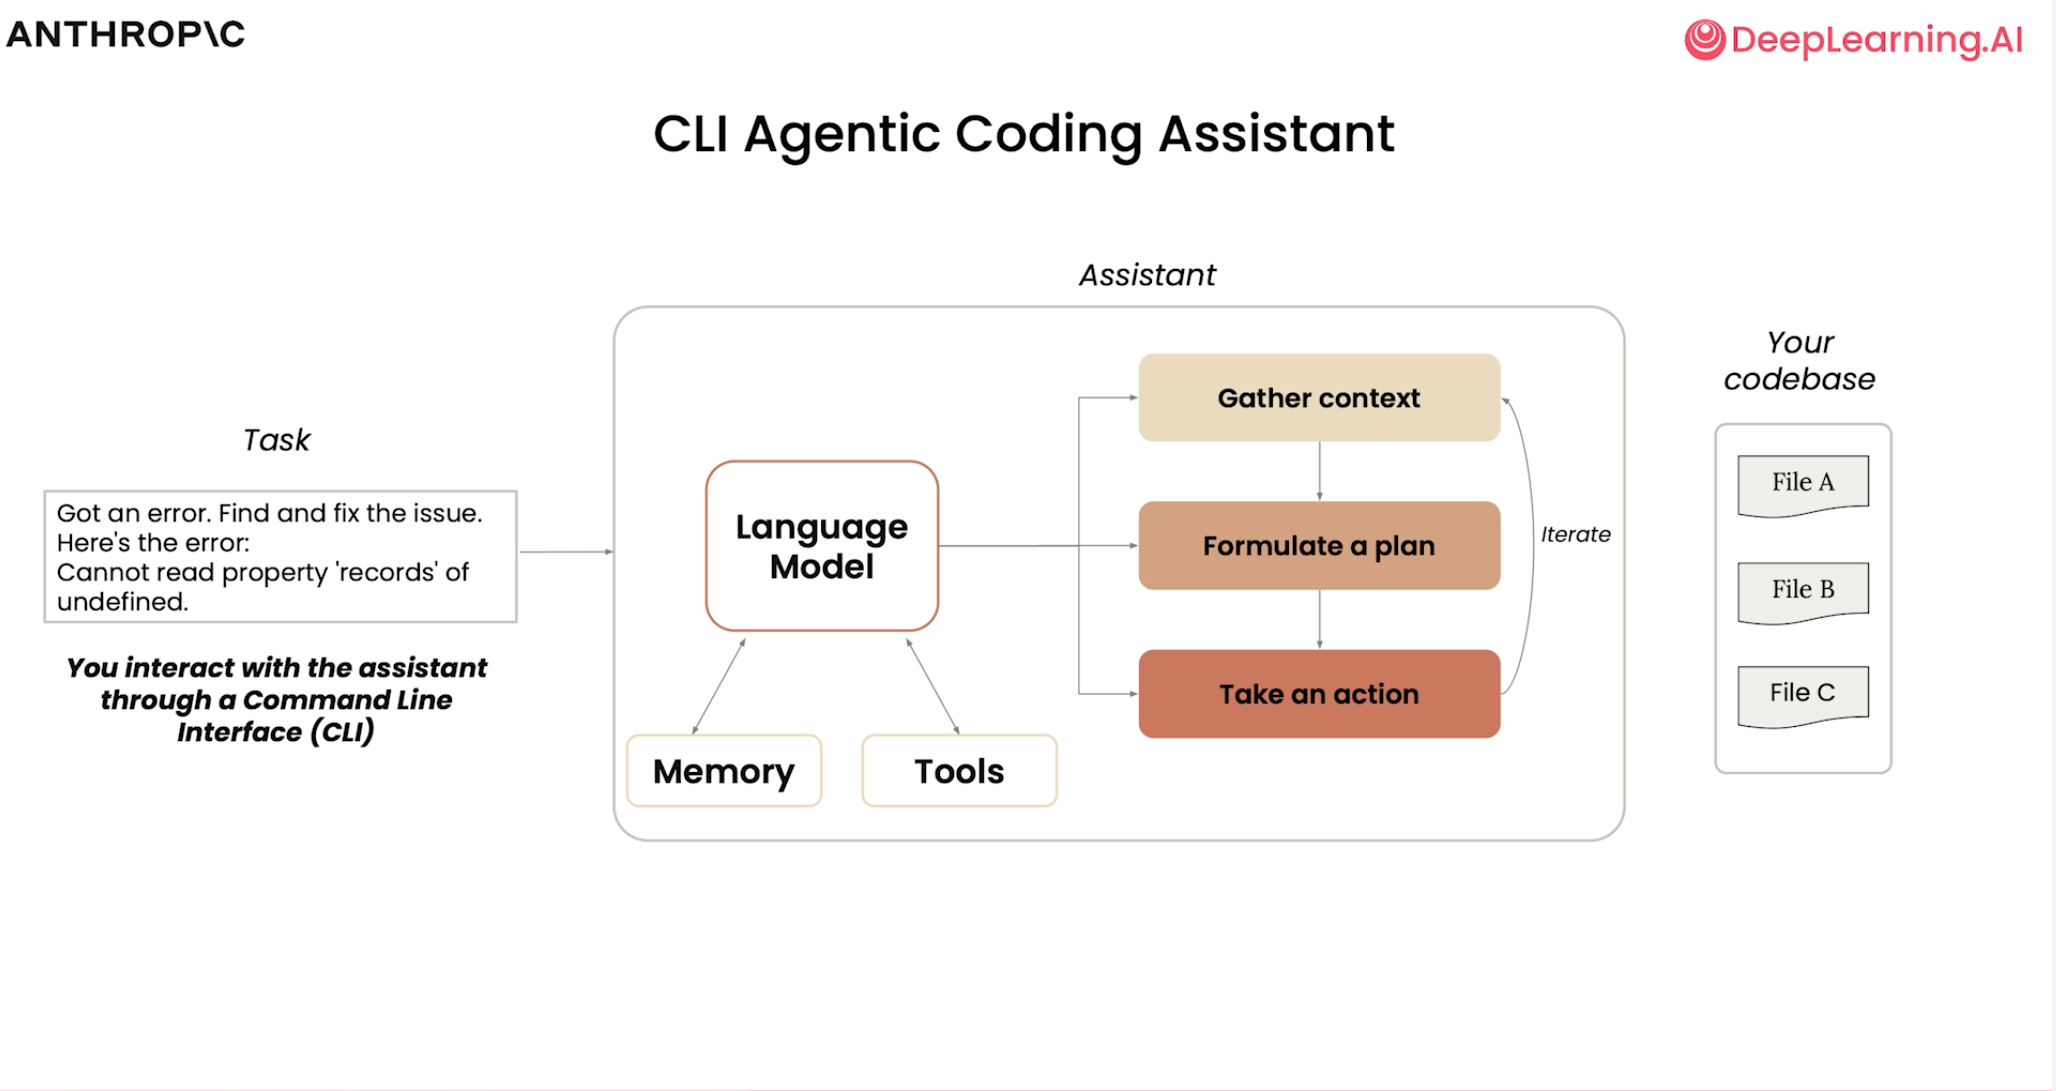 ANTHROP\C
DeepLearning.AI
CLI Agentic Coding Assistant
Assistant
Task
Got an error. Find and fix the issue.
Here's the error:
Cannot read property 'records' of
undefined.
You interact with the assistant
through a Command Line
Interface (CLI)
Language
Model
Memory
Tools
Gather context
Formulate a plan
Take an action
Iterate
Your
codebase
File A
File B
File C